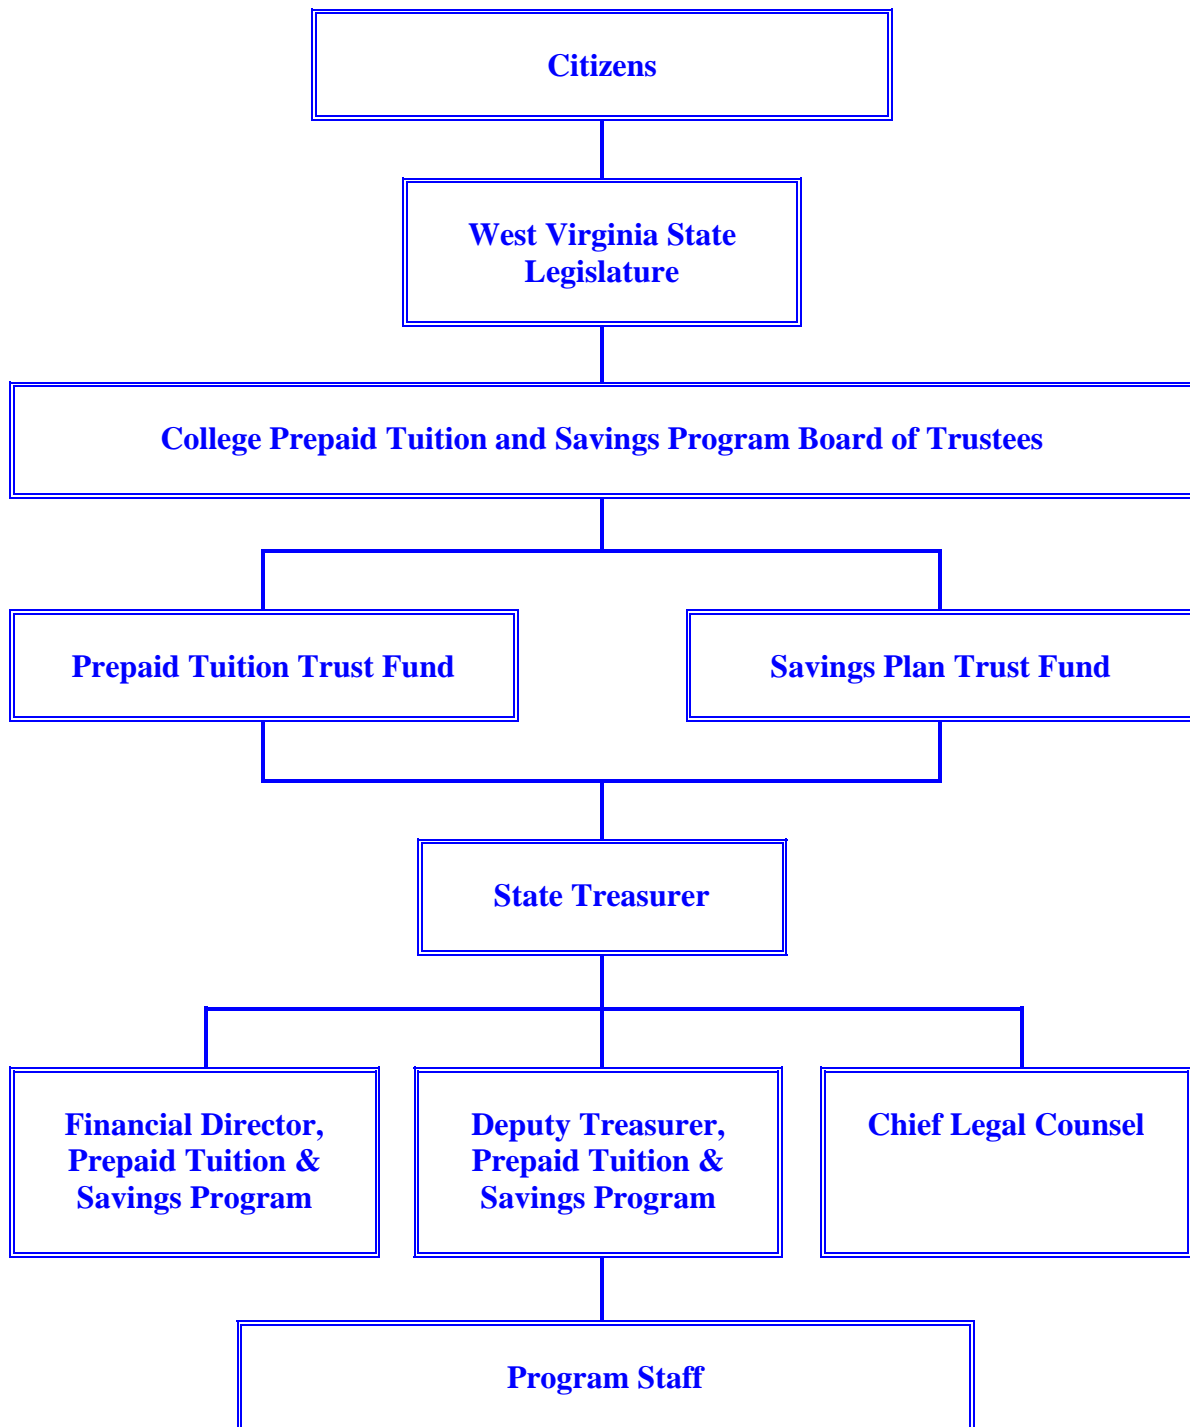 Citizens
West Virginia State
Legislature
College Prepaid Tuition and Savings Program Board of Trustees
Prepaid Tuition Trust Fund
Savings Plan Trust Fund
State Treasurer
Financial Director,
Prepaid Tuition &
Savings Program
Deputy Treasurer,
Prepaid Tuition &
Savings Program
Chief Legal Counsel
Program Staff